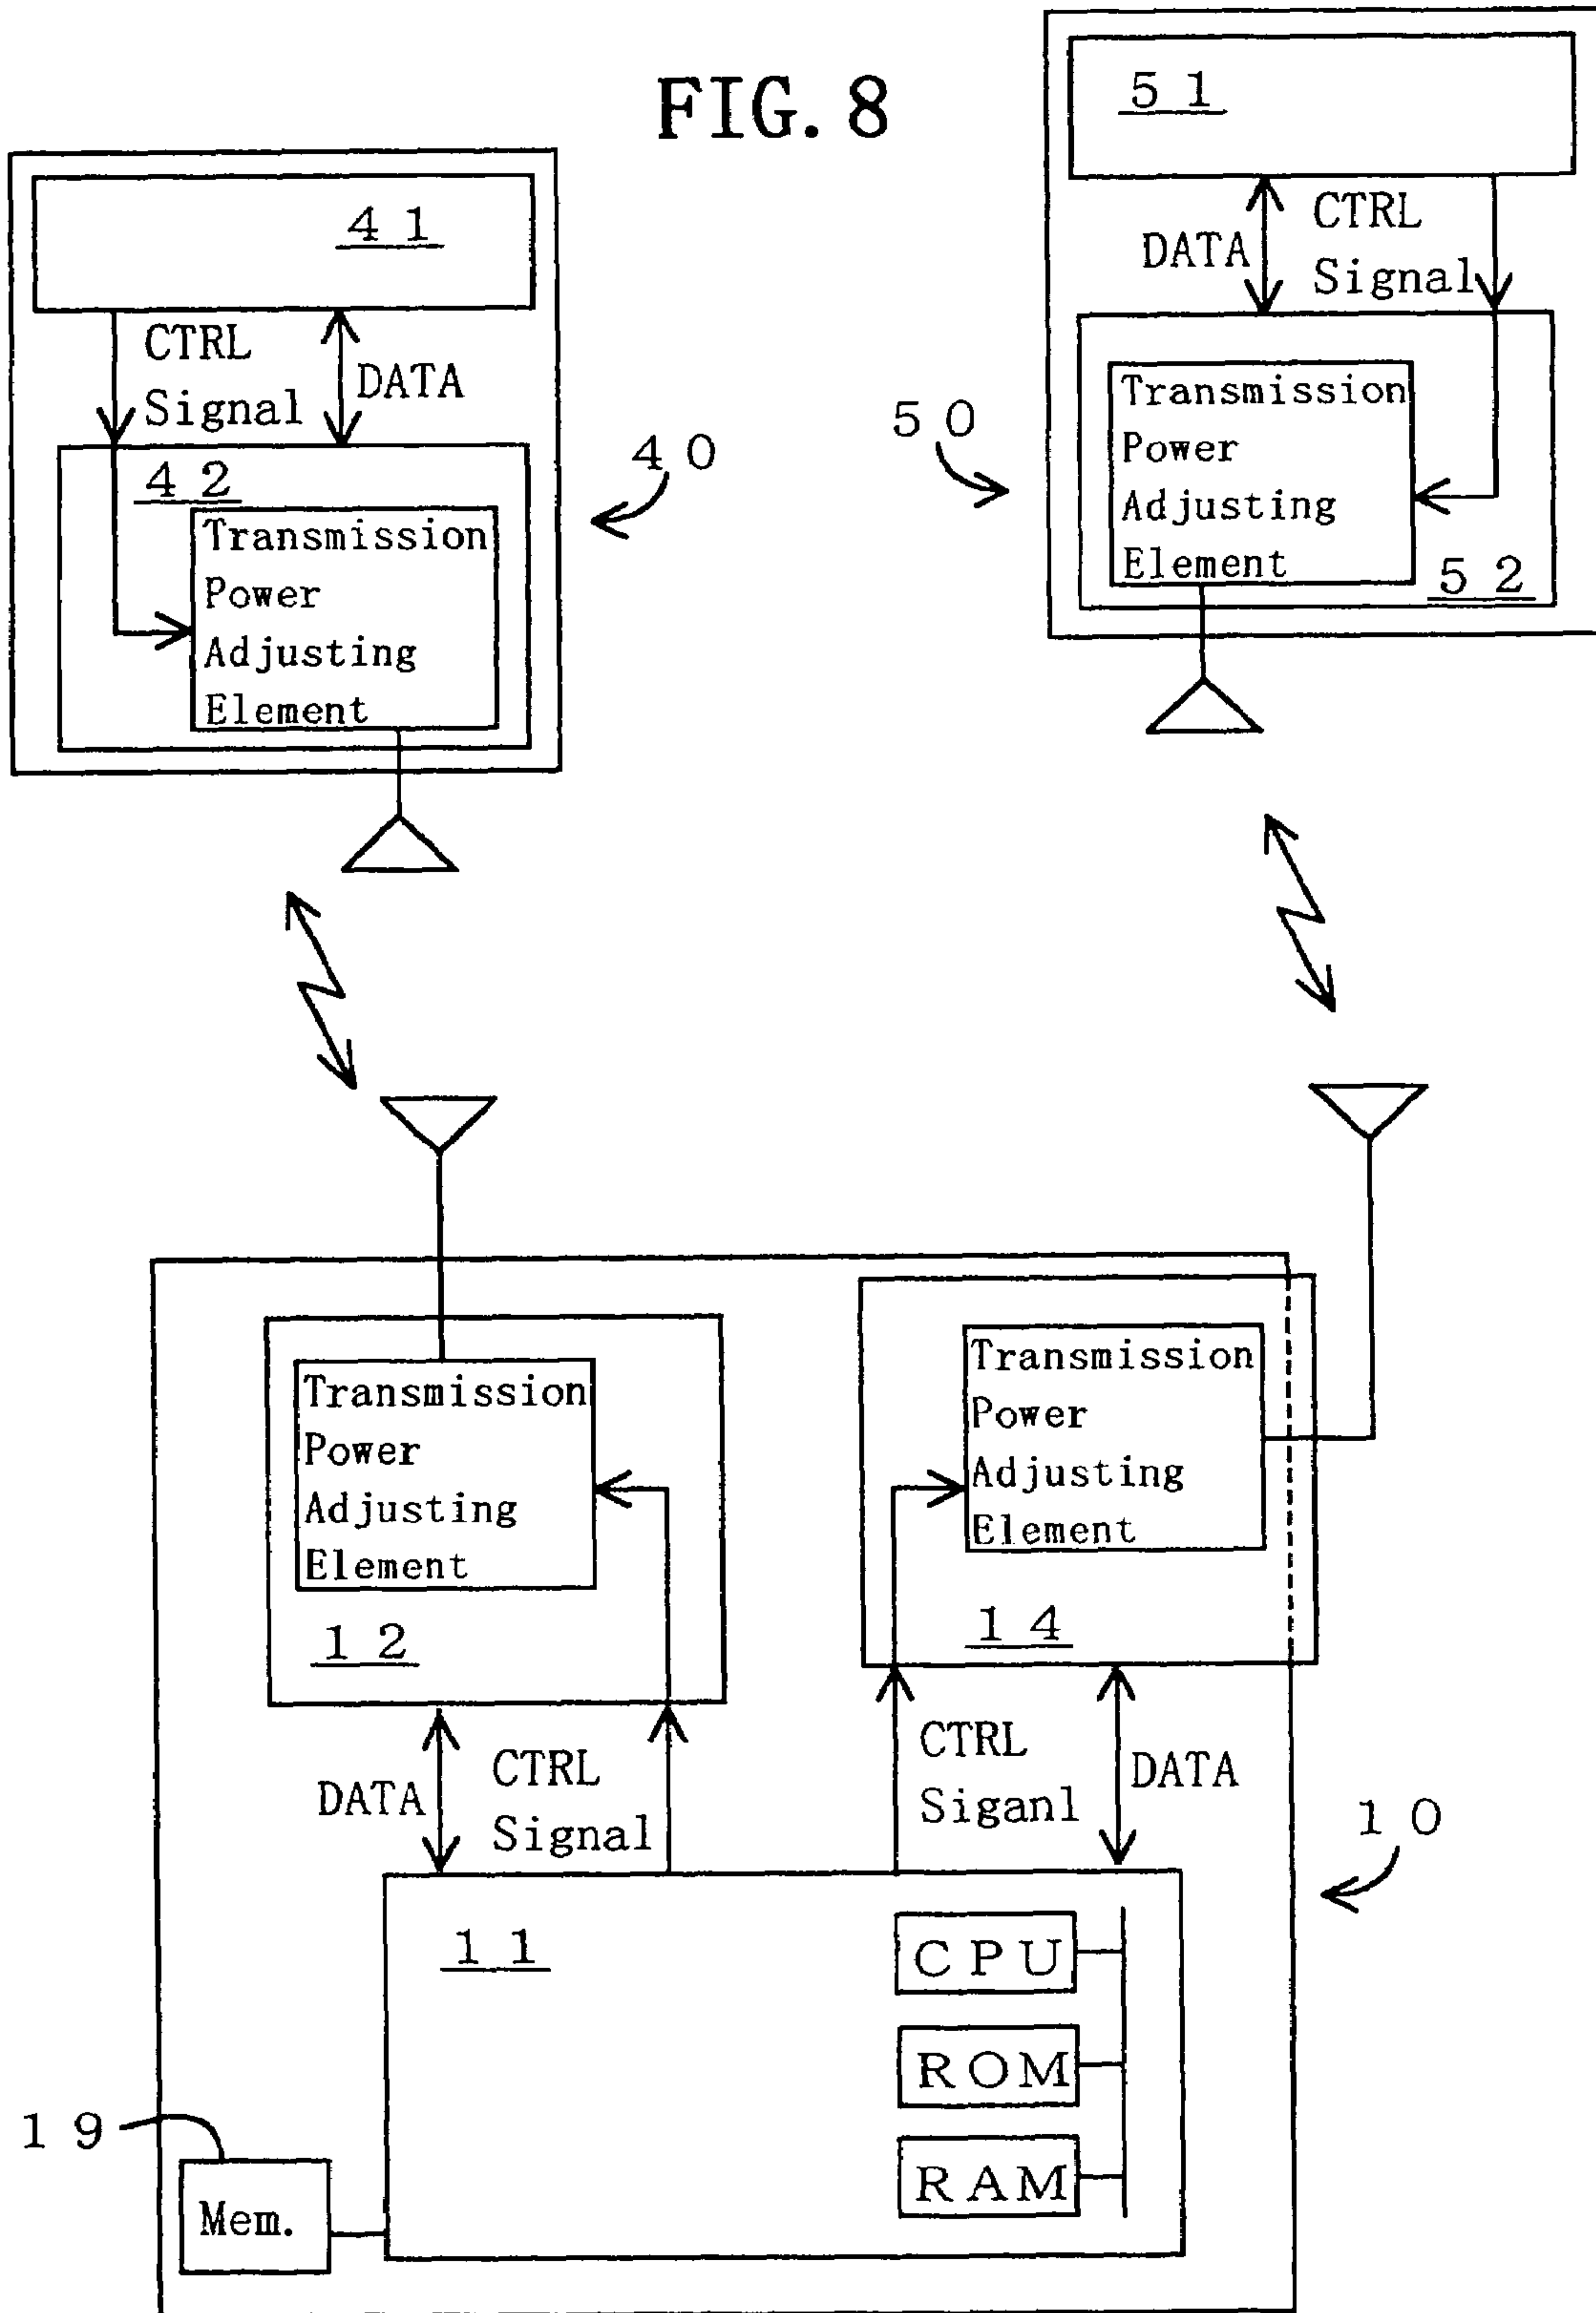 FIG. 8
41
CTRL
Signal
DATA
42
Transmission
Power
Adjusting
Element
40
51
DATA
CTRL
Signal
Transmission
Power
Adjusting
Element
52
50
Transmission
Power
Adjusting
Element
12
DATA
CTRL
Signal
Transmission
Power
Adjusting
Element
14
CTRL
Siganl
DATA
10
11
CPU
ROM
RAM
19
Mem.